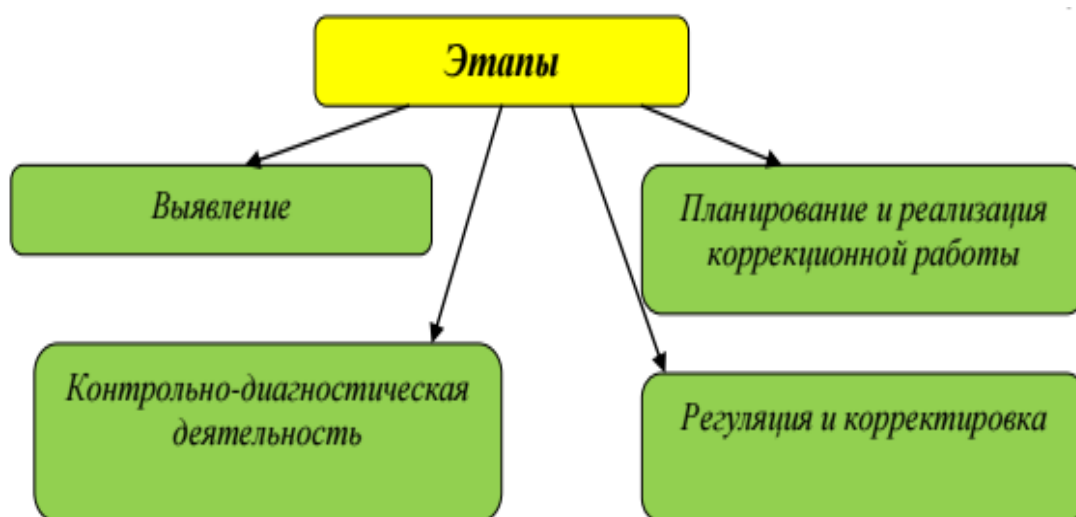 Этапы
Выявление
Планирование и реализация
коррекционной работы
Контрольно-диагностическая
деятельность
Регуляция и корректировка